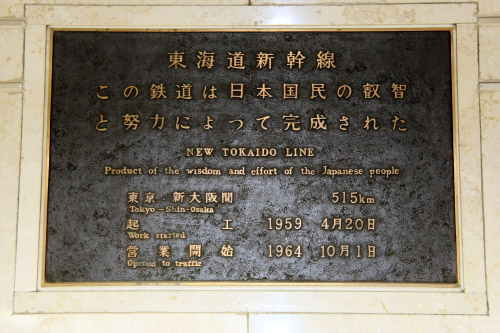 東海道新幹線
この鉄道は日本国民の叡智
と努力によって完成された
NEW TOKAIDO LINE
Product of the wisdom and effort of the Japanese people
東京 新大阪間 515km
Tokyo-Shin-Osaka
起工 1959 4月20日
Work started
営業開始 1964 10月1日
Opened to traffic